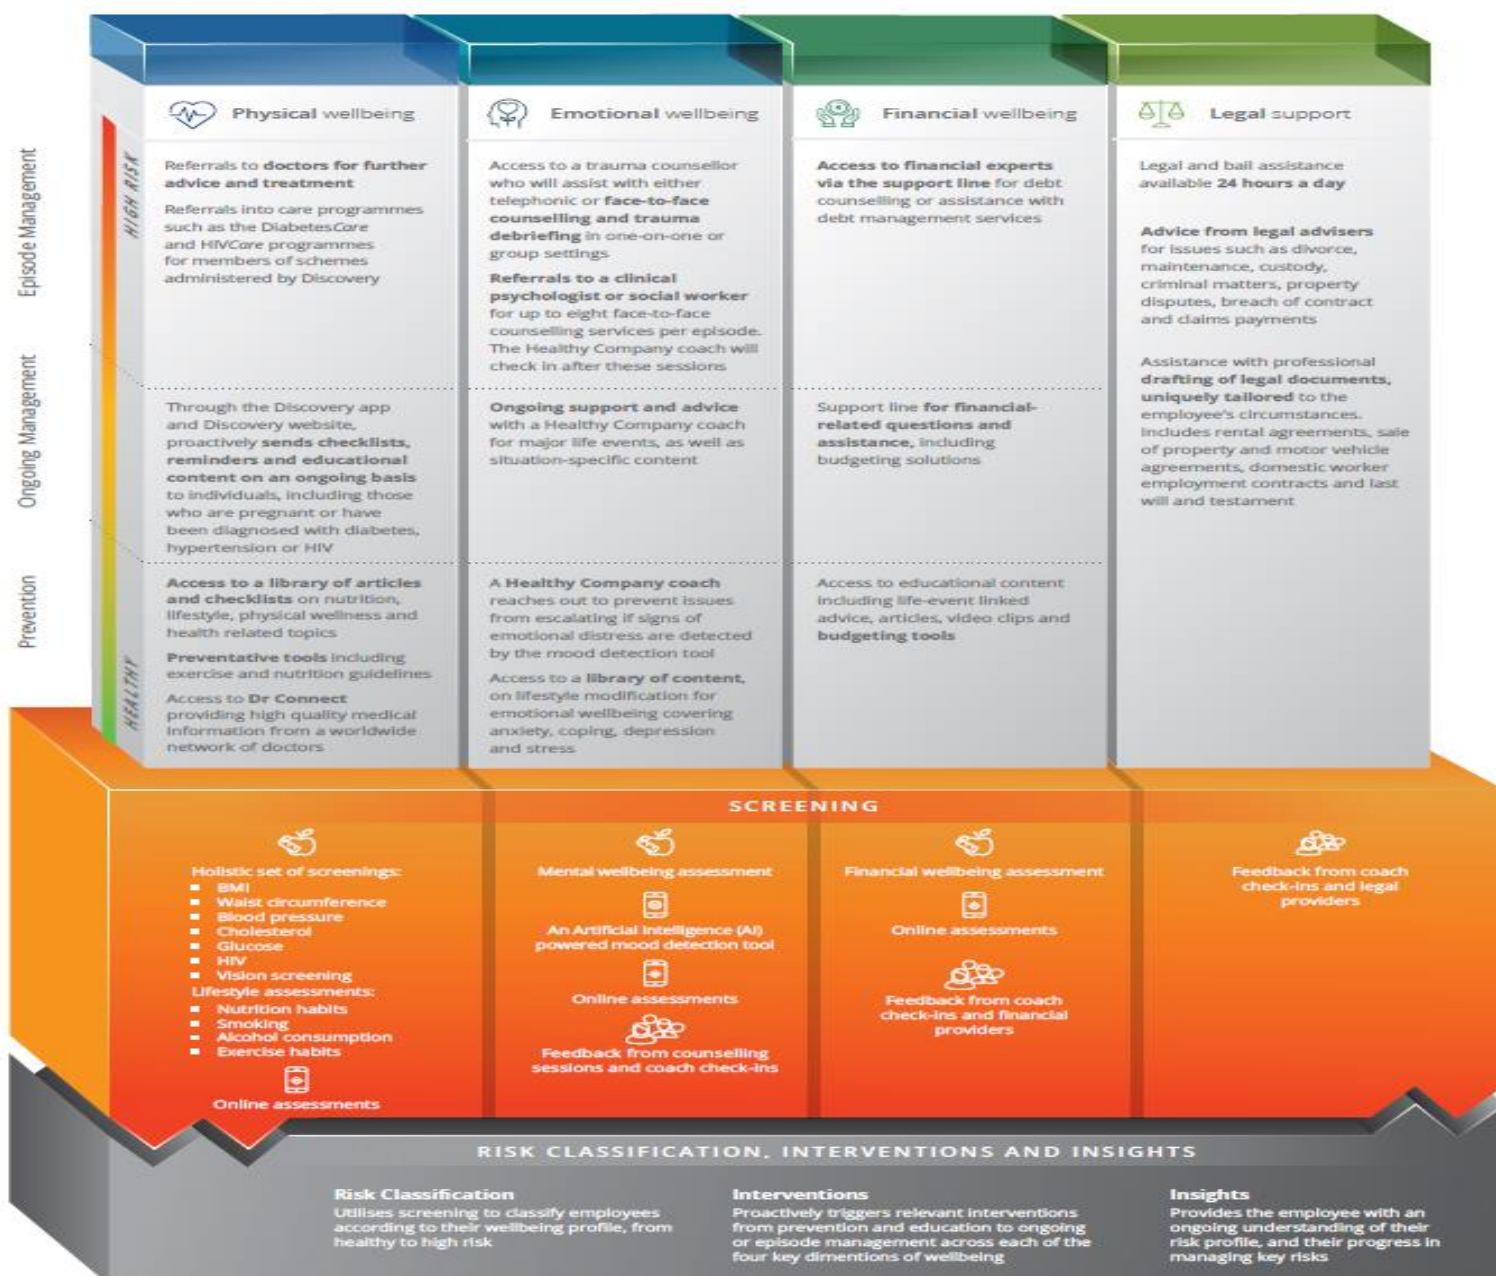 Physical wellbeing
Emotional wellbeing
Financial wellbeing
Legal support
Episode Management
Ongoing Management
Prevention
HIGH RISK
HEALTHY
Referrals to doctors for further
advice and treatment
Referrals into care programmes
such as the DiabetesCare
and HIVCare programmes
for members of schemes
administered by Discovery
Through the Discovery app
and Discovery website,
proactively sends checklists,
reminders and educational
content on an ongoing basis
to individuals, including those
who are pregnant or have
been diagnosed with diabetes,
hypertension or HIV
Access to a library of articles
and checklists on nutrition,
lifestyle, physical wellness and
health related topics
Preventative tools including
exercise and nutrition guidelines
Access to Dr Connect
providing high quality medical
information from a worldwide
network of doctors
Access to a trauma counsellor
who will assist with either
telephonic or face-to-face
counselling and trauma
debriefing in one-on-one or
group settings
Referrals to a clinical
psychologist or social worker
for up to eight face-to-face
counselling services per episode.
The Healthy Company coach will
check in after these sessions
Ongoing support and advice
with a Healthy Company coach
for major life events, as well as
situation-specific content
A Healthy Company coach
reaches out to prevent issues
from escalating if signs of
emotional distress are detected
by the mood detection tool
Access to a library of content,
on lifestyle modification for
emotional wellbeing covering
anxiety, coping, depression
and stress
Access to financial experts
via the support line for debt
counselling or assistance with
debt management services
Support line for financial-
related questions and
assistance, including
budgeting solutions
Access to educational content
including life-event linked
advice, articles, video clips and
budgeting tools
Legal and bail assistance
available 24 hours a day
Advice from legal advisers
for issues such as divorce,
maintenance, custody,
criminal matters, property
disputes, breach of contract
and claims payments
Assistance with professional
drafting of legal documents,
uniquely tailored to the
employee's circumstances.
Includes rental agreements, sale
of property and motor vehicle
agreements, domestic worker
employment contracts and last
will and testament
SCREENING
Holistic set of screenings:
BMI
Waist circumference
Blood pressure
Cholesterol
Glucose
HIV
Vision screening
Lifestyle assessments:
Nutrition habits
Smoking
Alcohol consumption
Exercise habits
Online assessments
Mental wellbeing assessment
An Artificial Intelligence (AI)
powered mood detection tool
Online assessments
Feedback from counselling
sessions and coach check-ins
Financial wellbeing assessment
Online assessments
Feedback from coach
check-ins and financial
providers
Feedback from coach
check-ins and legal
providers
RISK CLASSIFICATION, INTERVENTIONS AND INSIGHTS
Risk Classification
Utilises screening to classify employees
according to their wellbeing profile, from
healthy to high risk
Interventions
Proactively triggers relevant interventions
from prevention and education to ongoing
or episode management across each of the
four key dimentions of wellbeing
Insights
Provides the employee with an
ongoing understanding of their
risk profile, and their progress in
managing key risks